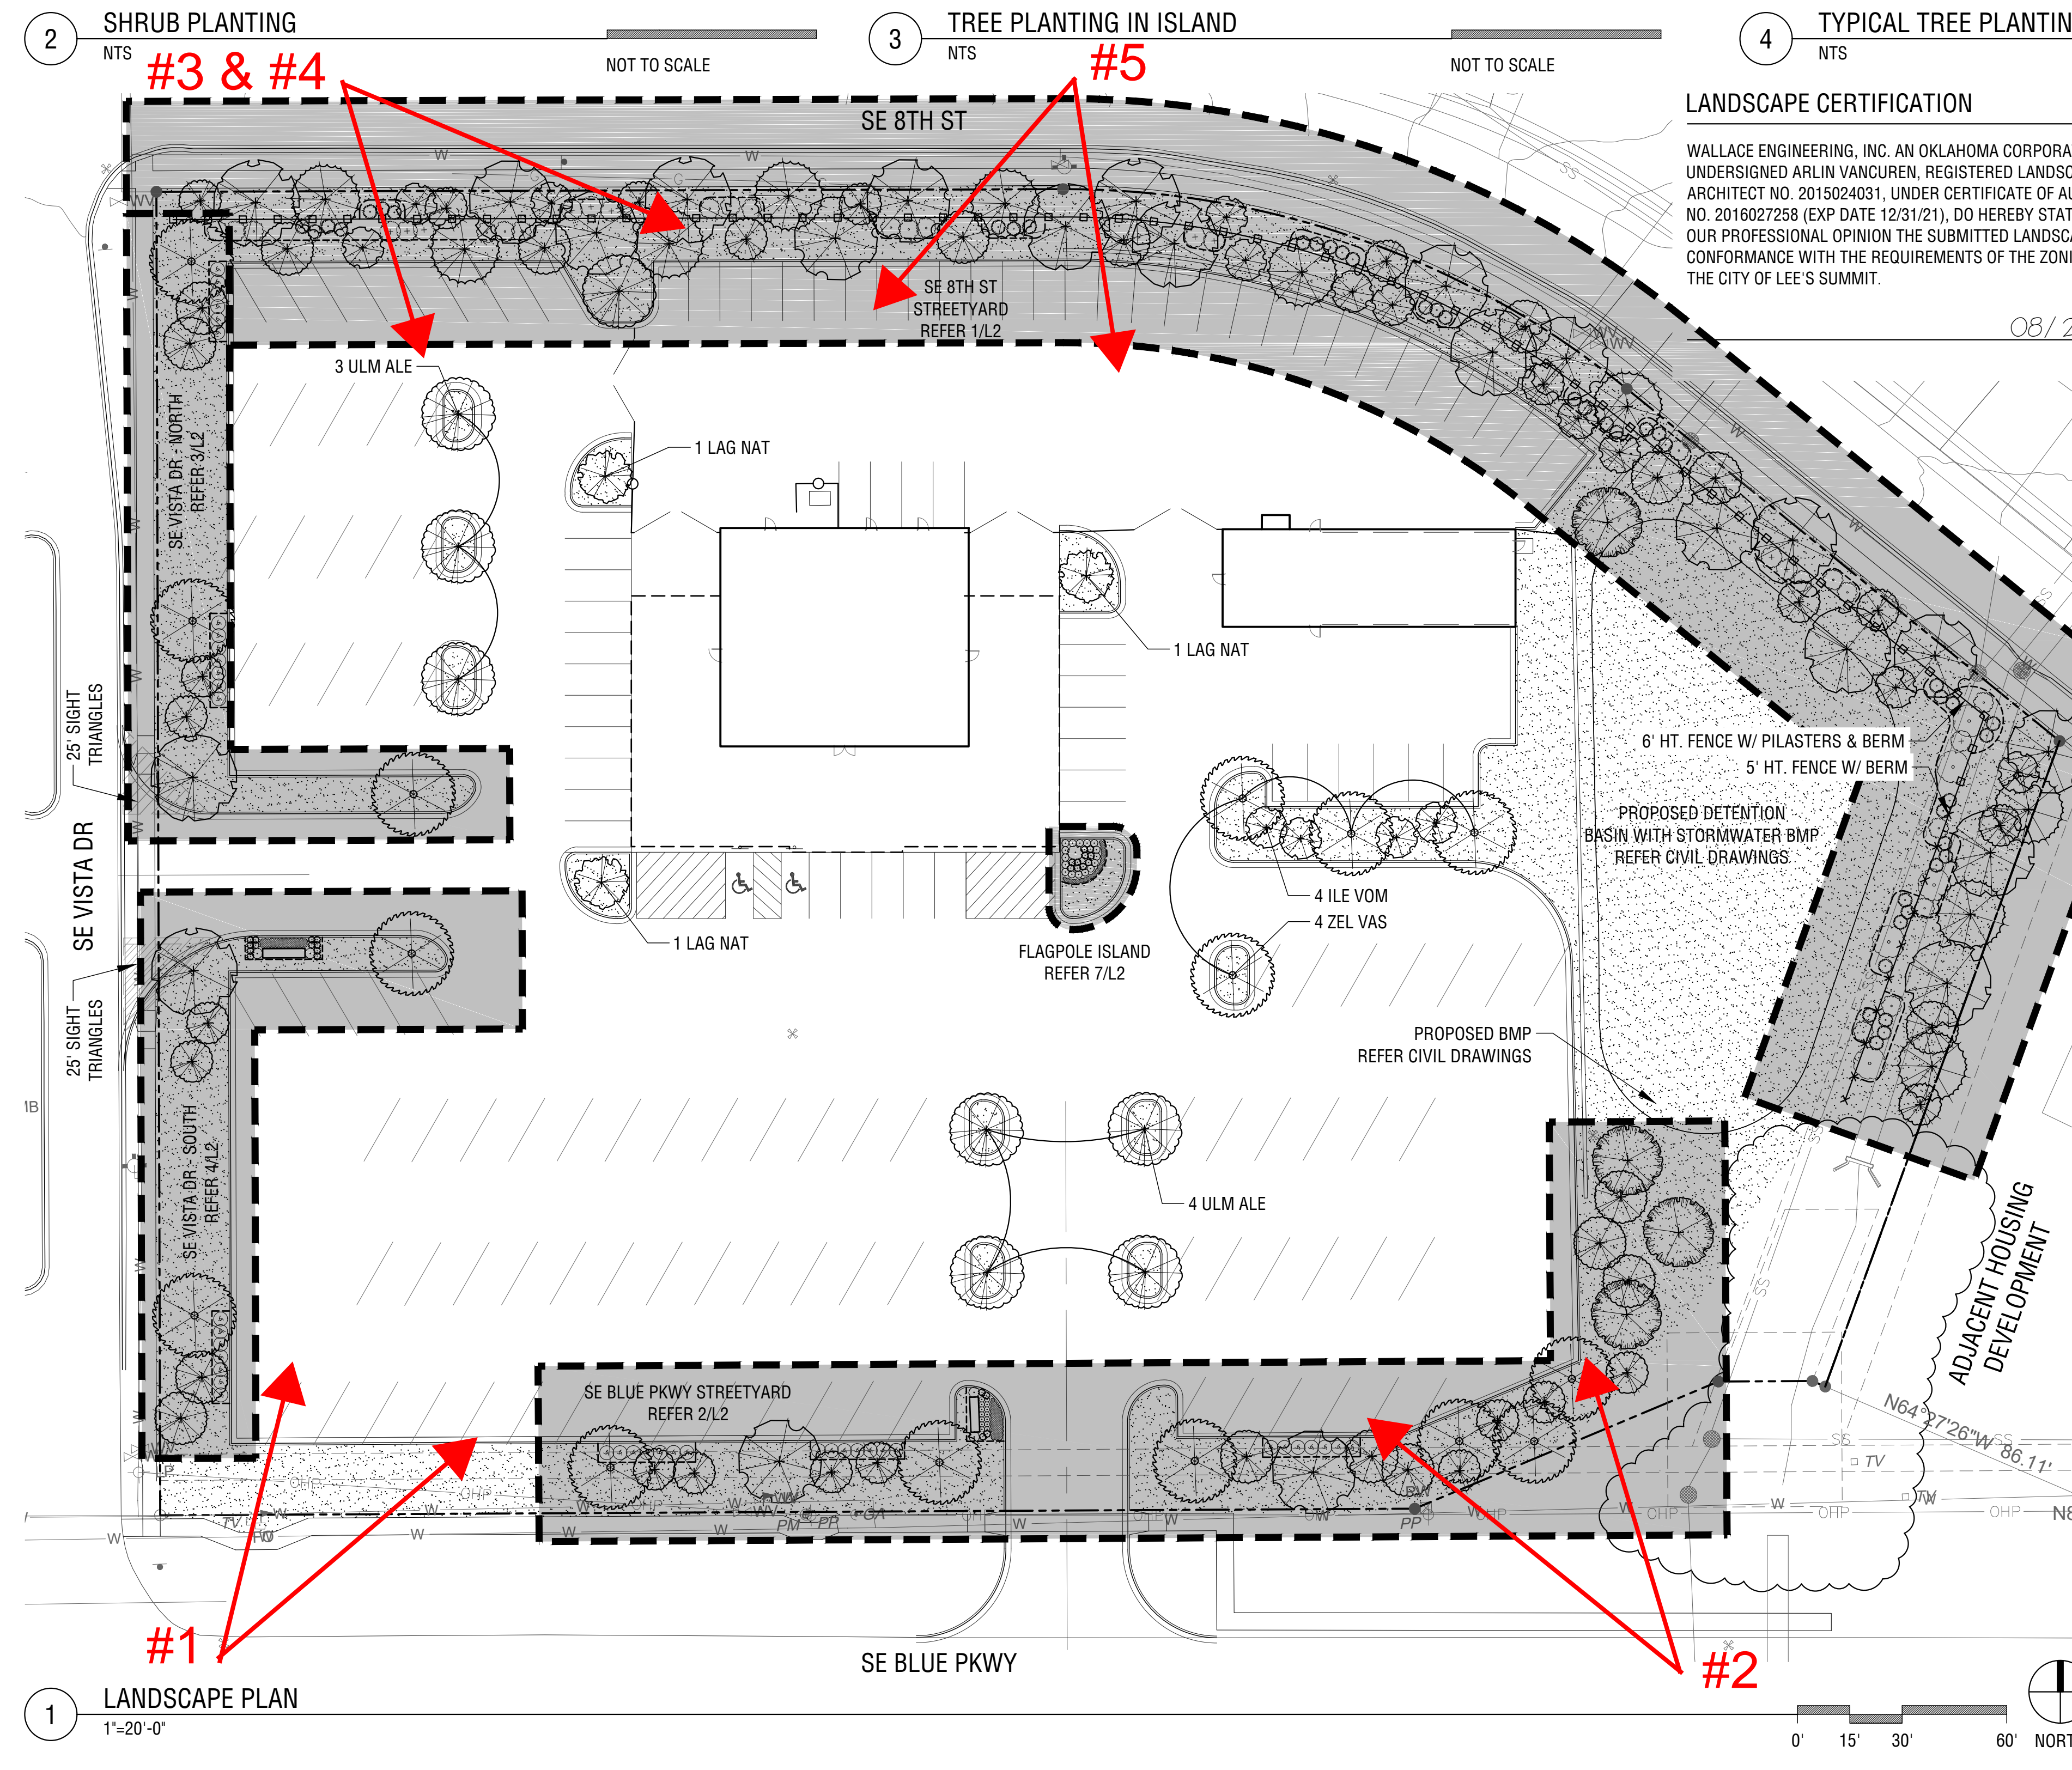 2
SHRUB PLANTING
NTS
NOT TO SCALE
3
TREE PLANTING IN ISLAND
NTS
NOT TO SCALE
4
TYPICAL TREE PLANTIN
NTS
#3 & #4
#5
LANDSCAPE CERTIFICATION
WALLACE ENGINEERING, INC. AN OKLAHOMA CORPORA
UNDERSIGNED ARLIN VANCUREN, REGISTERED LANDSC
ARCHITECT NO. 2015024031, UNDER CERTIFICATE OF AU
NO. 2016027258 (EXP DATE 12/31/21), DO HEREBY STAT
OUR PROFESSIONAL OPINION THE SUBMITTED LANDSCA
CONFORMANCE WITH THE REQUIREMENTS OF THE ZONI
THE CITY OF LEE'S SUMMIT.
08/2
SE 8TH ST
SE 8TH ST
STREETYARD
REFER 1/L2
3 ULM ALE
1 LAG NAT
SE VISTA DR - NORTH
REFER 3/L2
1 LAG NAT
25' SIGHT
TRIANGLES
6' HT. FENCE W/ PILASTERS & BERM
5' HT. FENCE W/ BERM
PROPOSED DETENTION
BASIN WITH STORMWATER BMP
REFER CIVIL DRAWINGS
SE VISTA DR
4 ILE VOM
4 ZEL VAS
1 LAG NAT
FLAGPOLE ISLAND
REFER 7/L2
25' SIGHT
TRIANGLES
PROPOSED BMP
REFER CIVIL DRAWINGS
SE VISTA DR - SOUTH
REFER 4/L2
4 ULM ALE
ADJACENT HOUSING
DEVELOPMENT
SE BLUE PKWY STREETYARD
REFER 2/L2
N64°27'26"W 86.11'
#1
#2
SE BLUE PKWY
1
LANDSCAPE PLAN
1"=20'-0"
0' 15' 30' 60'
NORT